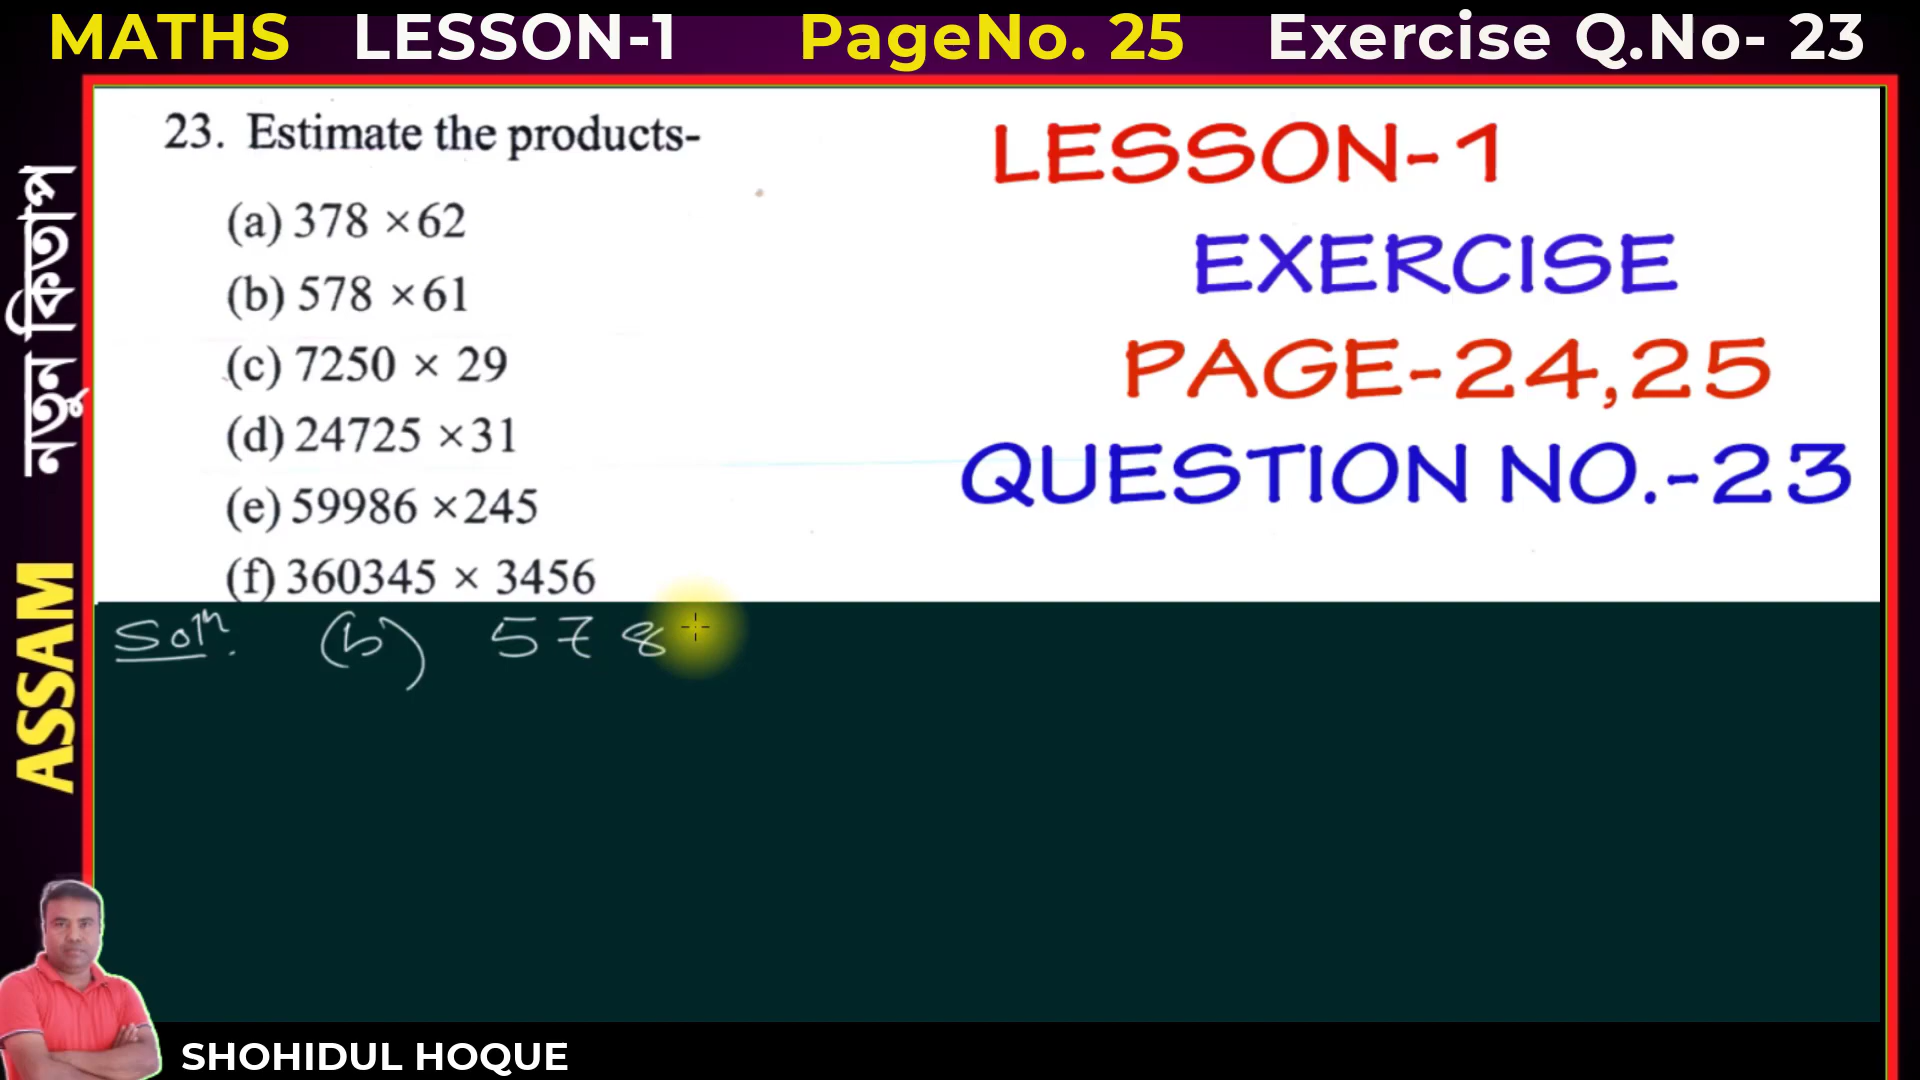 MATHS LESSON-1 PageNo. 25 Exercise Q.No- 23
23. Estimate the products-
(a) 378 ×62
(b) 578 ×61
(c) 7250 × 29
(d) 24725 ×31
(e) 59986 ×245
(f) 360345 × 3456
LESSON-1
EXERCISE
PAGE-24,25
QUESTION NO.-23
Soln. (b) 578
ASSAM নতুন কিতাপ
SHOHIDUL HOQUE